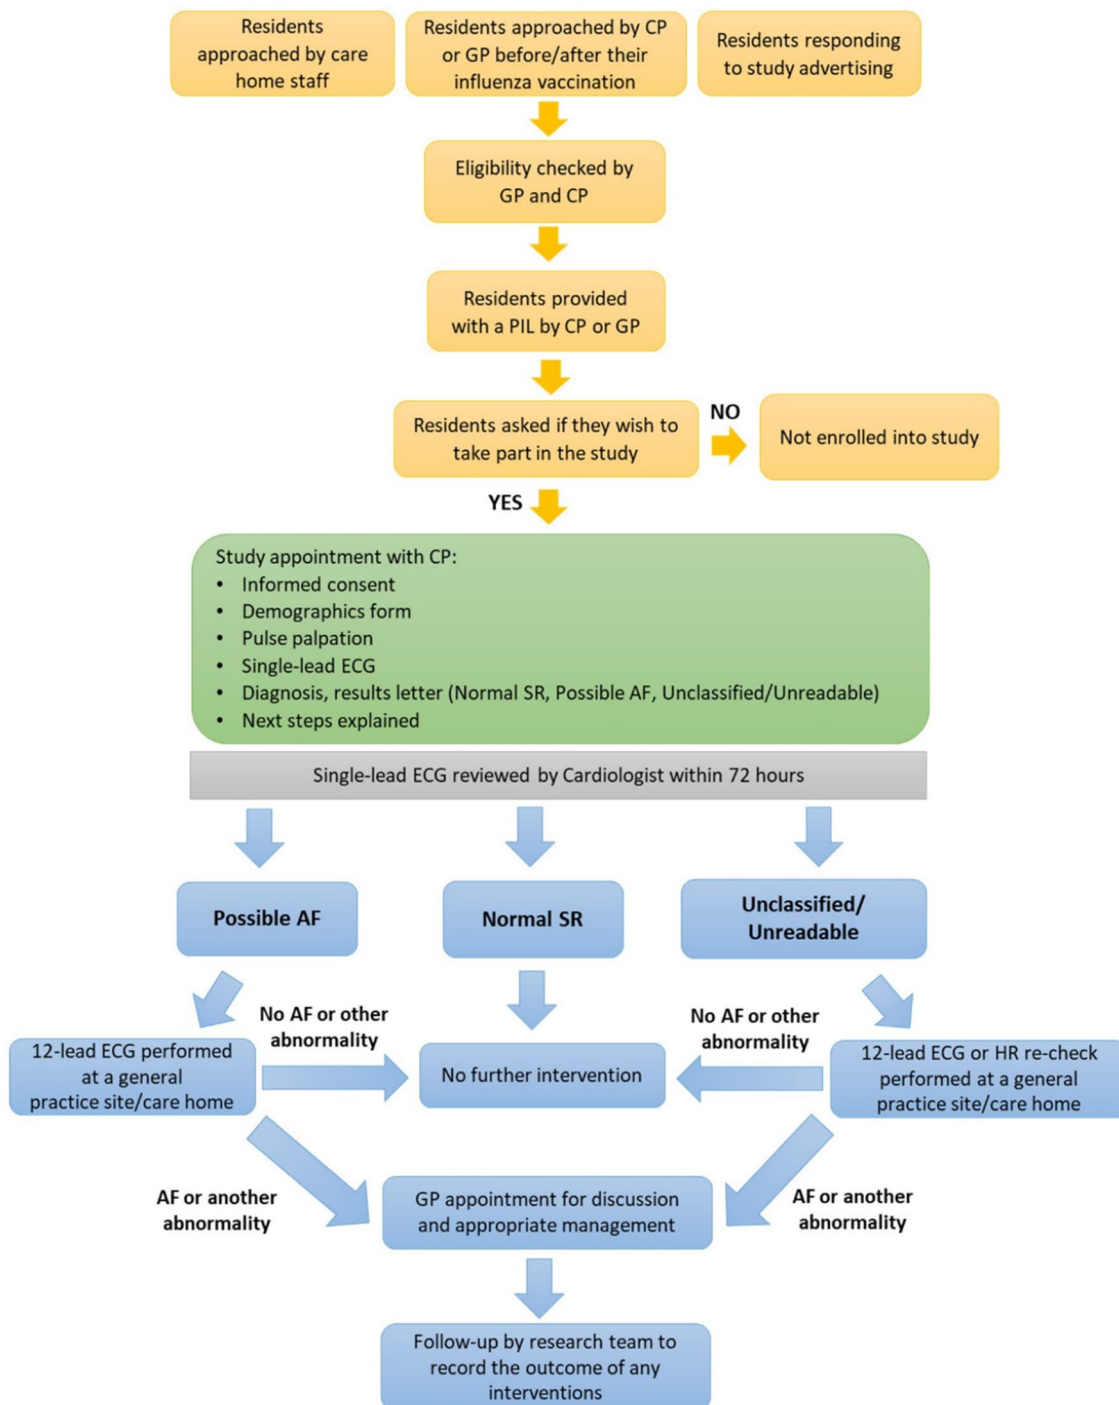 Residents
approached by care
home staff
Residents approached by CP
or GP before/after their
influenza vaccination
Residents responding
to study advertising
Eligibility checked by
GP and CP
Residents provided
with a PIL by CP or GP
Residents asked if they wish to
take part in the study
NO
Not enrolled into study
YES
Study appointment with CP:
• Informed consent
• Demographics form
• Pulse palpation
• Single-lead ECG
• Diagnosis, results letter (Normal SR, Possible AF, Unclassified/Unreadable)
• Next steps explained
Single-lead ECG reviewed by Cardiologist within 72 hours
Possible AF
Normal SR
Unclassified/
Unreadable
No AF or other
abnormality
No AF or other
abnormality
12-lead ECG performed
at a general
practice site/care home
No further intervention
12-lead ECG or HR re-check
performed at a general
practice site/care home
AF or another
abnormality
GP appointment for discussion
and appropriate management
AF or another
abnormality
Follow-up by research team to
record the outcome of any
interventions